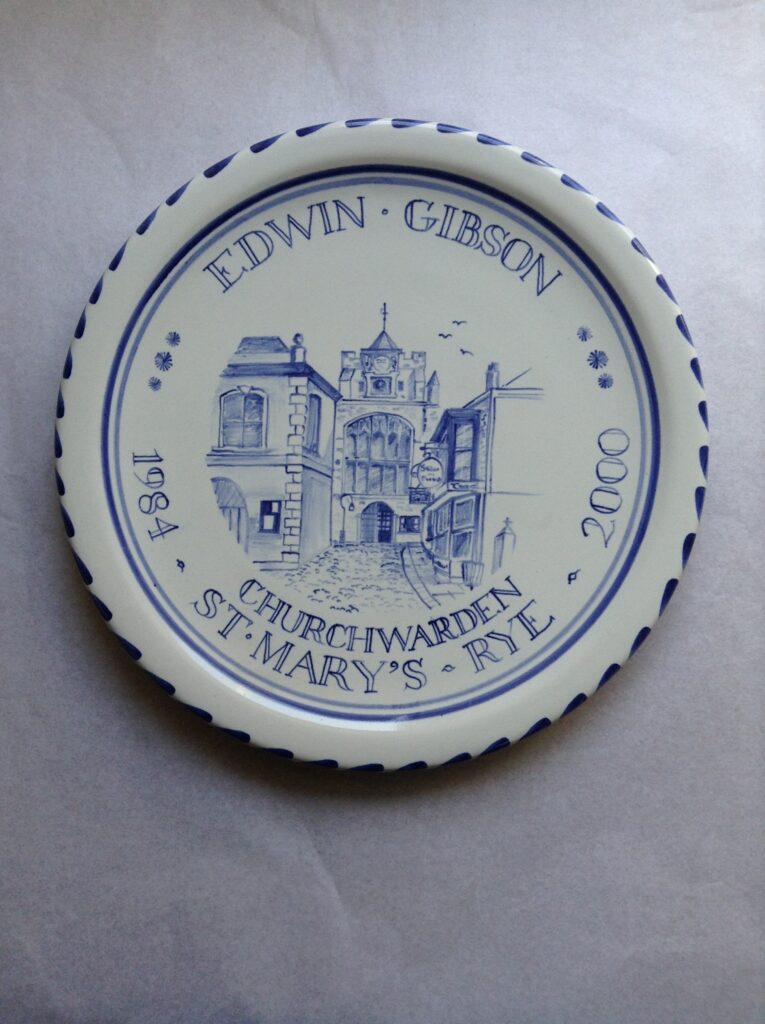 EDWIN · GIBSON
1984
2000
CHURCHWARDEN
ST · MARY'S ~ RYE